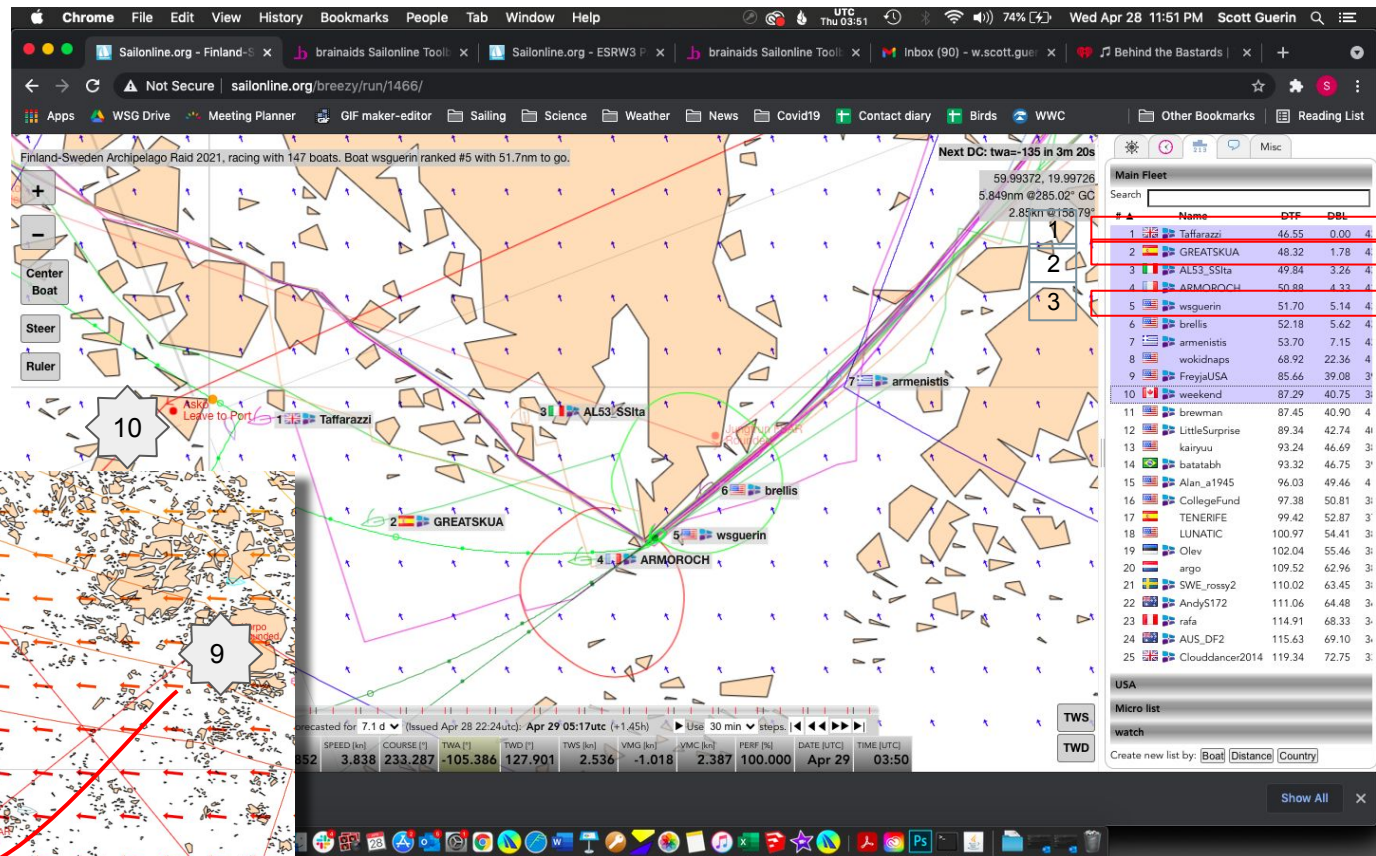 Chrome File Edit View History Bookmarks People Tab Window Help UTC Thu 03:51 74% Wed Apr 28 11:51 PM Scott Guerin
Sailonline.org - Finland-S brainaids Sailonline Toolb Sailonline.org - ESRW3 P brainaids Sailonline Toolb Inbox (90) - w.scott.guer Behind the Bastards |
Not Secure | sailonline.org/breezy/run/1466/
Apps WSG Drive Meeting Planner GIF maker-editor Sailing Science Weather News Covid19 Contact diary Birds WWC Other Bookmarks Reading List
Finland-Sweden Archipelago Raid 2021, racing with 147 boats. Boat wsguerin ranked #5 with 51.7nm to go.
Next DC: twa=-135 in 3m 20s
59.99372, 19.99726
5.849nm @285.02° GC
2.85kn @158.79°
+
−
Center Boat
Steer
Ruler
1
2
3
7 armenistis
Asko
Leave to Port
1 Taffarazzi
3 AL53_SSIta
10
6 brellis
2 GREATSKUA
5 wsguerin
4 ARMOROCH
9
Misc
Main Fleet
Search
# Name DTF DBL
1 Taffarazzi 46.55 0.00
2 GREATSKUA 48.32 1.78
3 AL53_SSIta 49.84 3.26
4 ARMOROCH 50.88 4.33
5 wsguerin 51.70 5.14
6 brellis 52.18 5.62
7 armenistis 53.70 7.15
8 wokidnaps 68.92 22.36
9 FreyjaUSA 85.66 39.08
10 weekend 87.29 40.75
11 brewman 87.45 40.90
12 LittleSurprise 89.34 42.74
13 kairyuu 93.24 46.69
14 batatabh 93.32 46.75
15 Alan_a1945 96.03 49.46
16 CollegeFund 97.38 50.81
17 TENERIFE 99.42 52.87
18 LUNATIC 100.97 54.41
19 Olev 102.04 55.46
20 argo 109.52 62.96
21 SWE_rossy2 110.02 63.45
22 AndyS172 111.06 64.48
23 rafa 114.91 68.33
24 AUS_DF2 115.63 69.10
25 Clouddancer2014 119.34 72.75
USA
Micro list
watch
Create new list by: Boat Distance Country
TWS
TWD
orecasted for 7.1 d (Issued Apr 28 22:24utc): Apr 29 05:17utc (+1.45h) Use 30 min steps.
SPEED [kn] COURSE [°] TWA [°] TWD [°] TWS [kn] VMG [kn] VMC [kn] PERF [%] DATE [UTC] TIME [UTC]
852 3.838 233.287 -105.386 127.901 2.536 -1.018 2.387 100.000 Apr 29 03:50
Show All